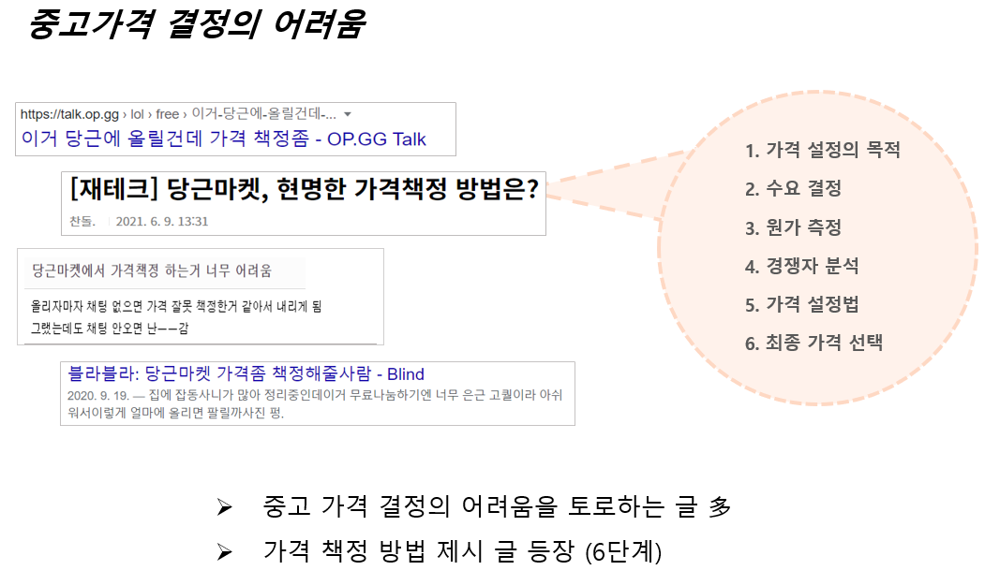 중고가격 결정의 어려움
https://talk.op.gg › lol › free › 이거-당근에-올릴건데-...
이거 당근에 올릴건데 가격 책정좀 - OP.GG Talk
[재테크] 당근마켓, 현명한 가격책정 방법은?
찬돌. 2021. 6. 9. 13:31
당근마켓에서 가격책정 하는거 너무 어려움
올리자마자 채팅 없으면 가격 잘못 책정한거 같아서 내리게 됨
그랬는데도 채팅 안오면 난ㅡㅡ감
블라블라: 당근마켓 가격좀 책정해줄사람 - Blind
2020. 9. 19. — 집에 잡동사니가 많아 정리중인데이거 무료나눔하기엔 너무 은근 고퀄이라 아쉬
워서이렇게 얼마에 올리면 팔릴까사진 펑.
1. 가격 설정의 목적
2. 수요 결정
3. 원가 측정
4. 경쟁자 분석
5. 가격 설정법
6. 최종 가격 선택
➢ 중고 가격 결정의 어려움을 토로하는 글 多
➢ 가격 책정 방법 제시 글 등장 (6단계)